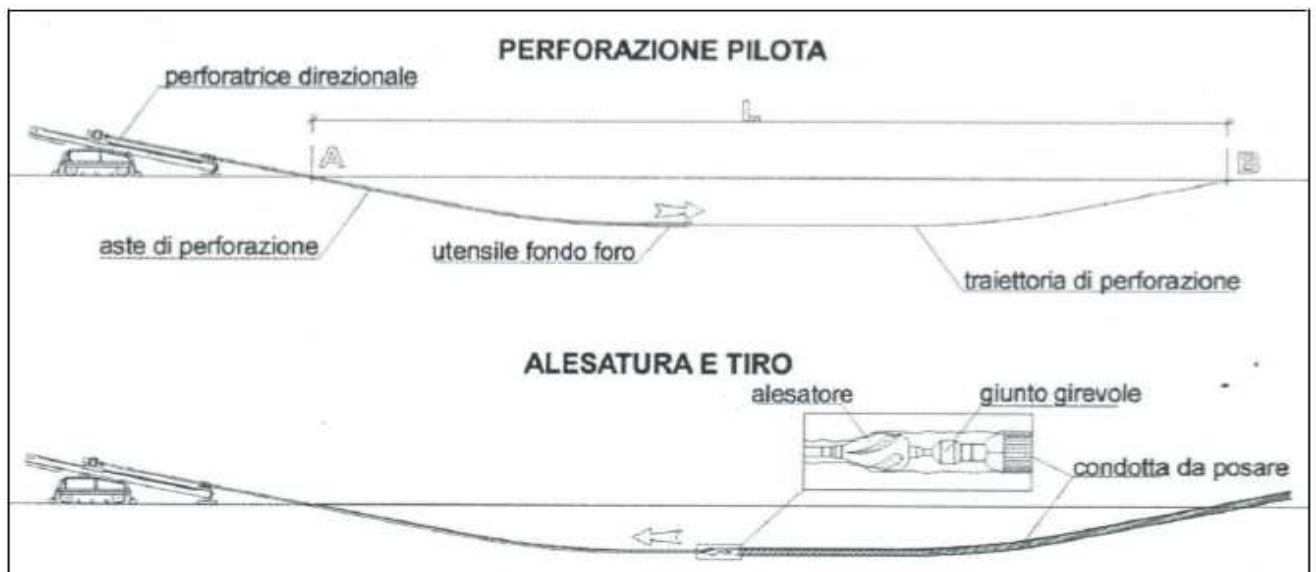 PERFORAZIONE PILOTA
perforatrice direzionale
L
A
B
aste di perforazione
utensile fondo foro
traiettoria di perforazione
ALESATURA E TIRO
alesatore
giunto girevole
condotta da posare